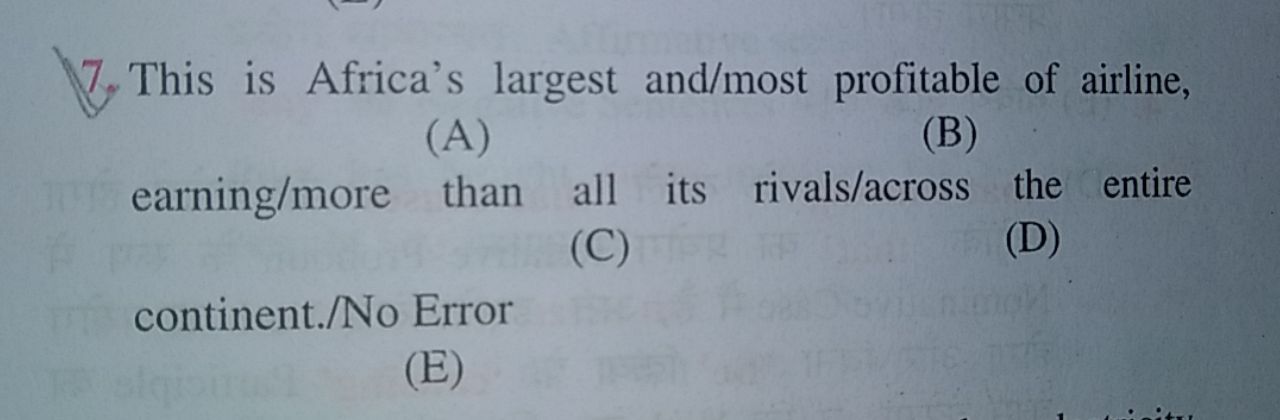 7. This is Africa's largest and/most profitable of airline,
(A) (B)
earning/more than all its rivals/across the entire
(C) (D)
continent./No Error
(E)